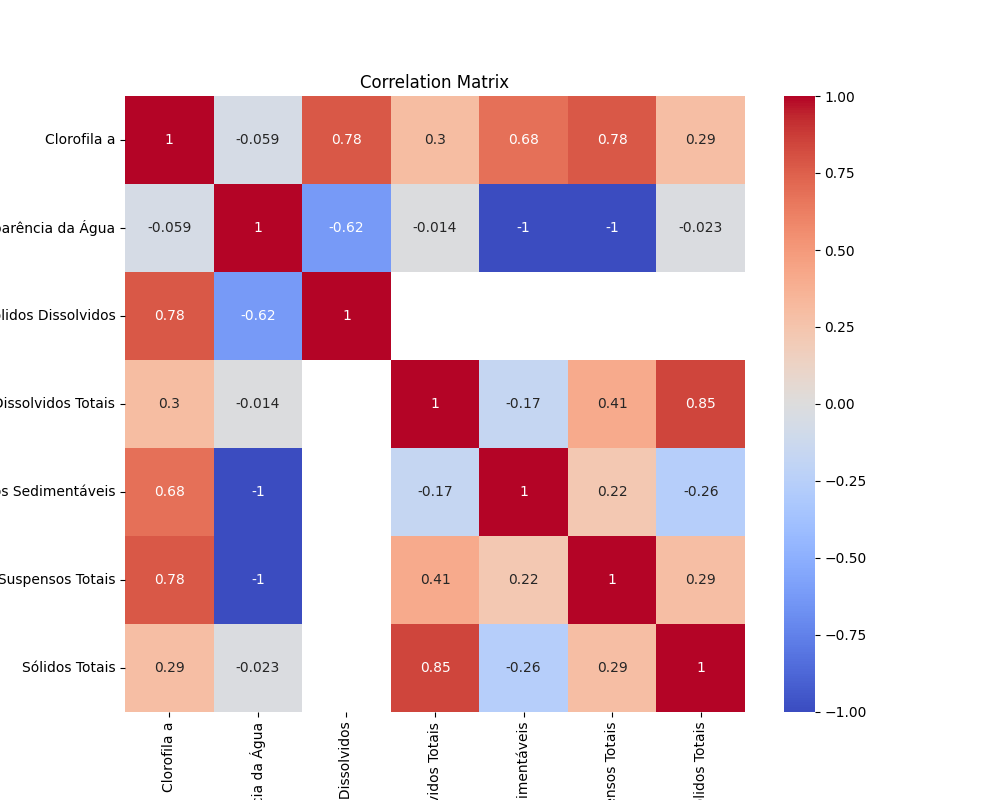 Correlation Matrix
Clorofila a 1 -0.059 0.78 0.3 0.68 0.78 0.29
parência da Água -0.059 1 -0.62 -0.014 -1 -1 -0.023
lidos Dissolvidos 0.78 -0.62 1
Dissolvidos Totais 0.3 -0.014 1 -0.17 0.41 0.85
s Sedimentáveis 0.68 -1 -0.17 1 0.22 -0.26
Suspensos Totais 0.78 -1 0.41 0.22 1 0.29
Sólidos Totais 0.29 -0.023 0.85 -0.26 0.29 1
Clorofila a
cia da Água
Dissolvidos
vidos Totais
imentáveis
ensos Totais
lidos Totais
1.00
0.75
0.50
0.25
0.00
−0.25
−0.50
−0.75
−1.00